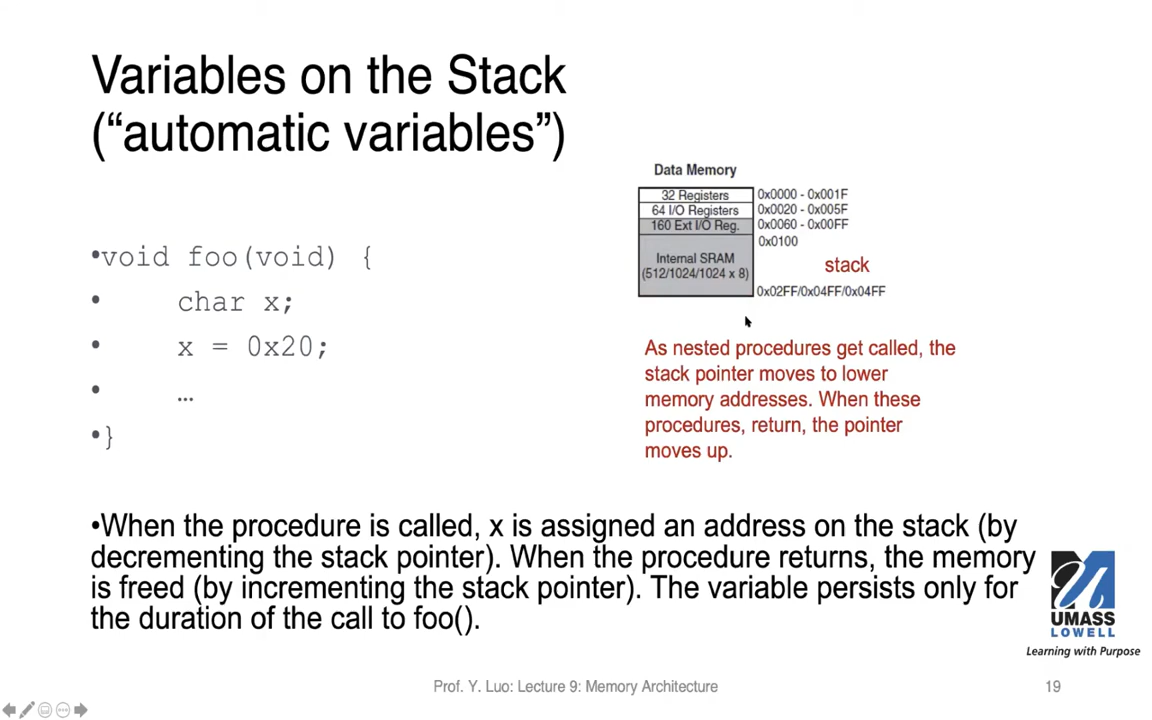 Variables on the Stack
(“automatic variables”)
•void foo(void) {
• char x;
• x = 0x20;
• …
•}
Data Memory
32 Registers 0x0000 - 0x001F
64 I/O Registers 0x0020 - 0x005F
160 Ext I/O Reg. 0x0060 - 0x00FF
0x0100
Internal SRAM
(512/1024/1024 x 8)
stack
0x02FF/0x04FF/0x04FF
As nested procedures get called, the
stack pointer moves to lower
memory addresses. When these
procedures, return, the pointer
moves up.
•When the procedure is called, x is assigned an address on the stack (by
decrementing the stack pointer). When the procedure returns, the memory
is freed (by incrementing the stack pointer). The variable persists only for
the duration of the call to foo().
UMASS
LOWELL
Learning with Purpose
Prof. Y. Luo: Lecture 9: Memory Architecture
19